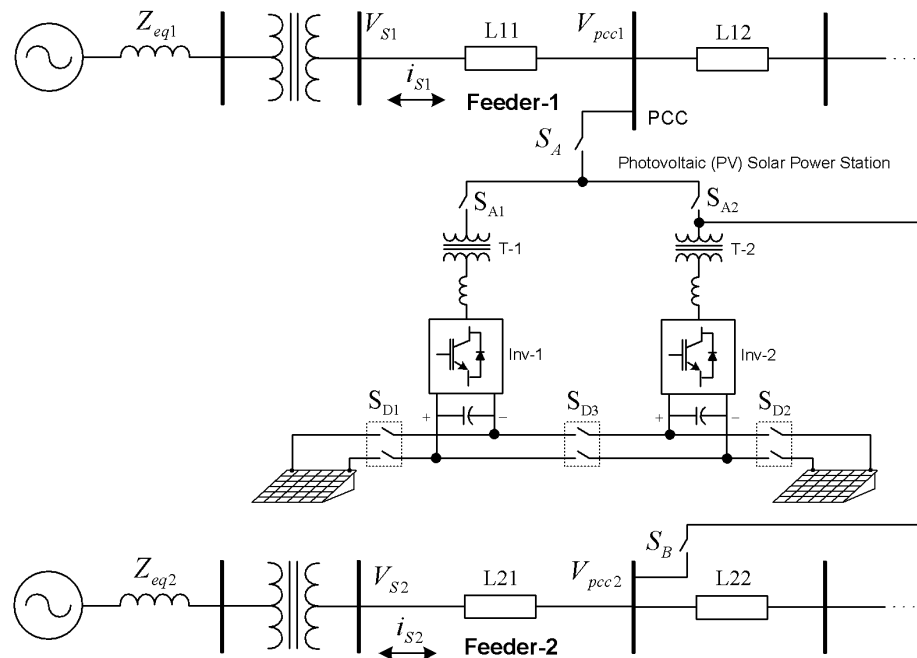 Z_eq1
V_S1
L11
V_pcc1
L12
i_S1
Feeder-1
PCC
S_A
Photovoltaic (PV) Solar Power Station
S_A1
S_A2
T-1
T-2
Inv-1
Inv-2
S_D1
+
–
S_D3
+
–
S_D2
Z_eq2
V_S2
L21
V_pcc2
S_B
L22
i_S2
Feeder-2